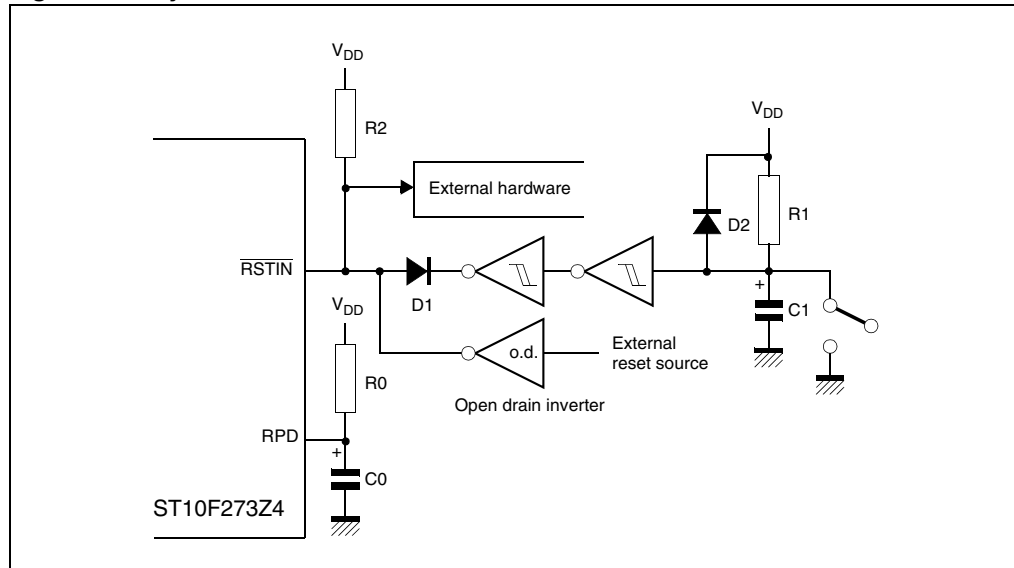 VDD
R2
External hardware
VDD
D2
R1
RSTIN
D1
+
C1
VDD
R0
o.d.
External
reset source
Open drain inverter
RPD
+
C0
ST10F273Z4